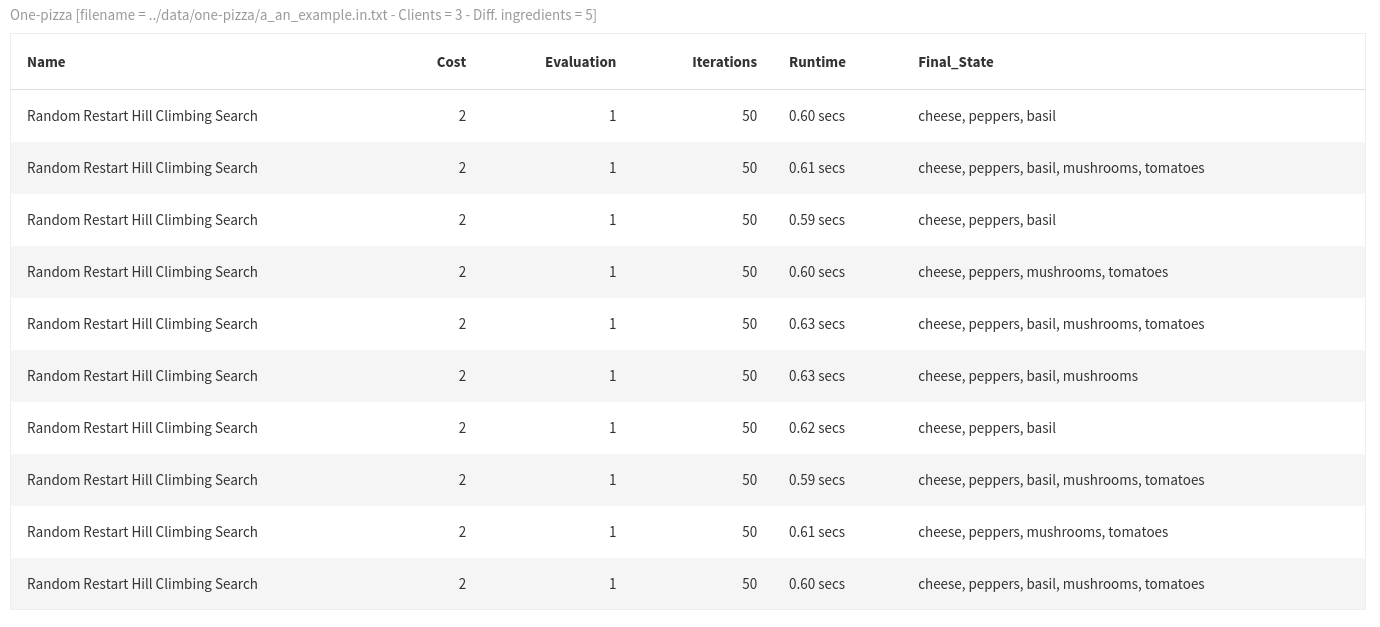 One-pizza [filename = ../data/one-pizza/a_an_example.in.txt - Clients = 3 - Diff. ingredients = 5]
Name Cost Evaluation Iterations Runtime Final_State
Random Restart Hill Climbing Search 2 1 50 0.60 secs cheese, peppers, basil
Random Restart Hill Climbing Search 2 1 50 0.61 secs cheese, peppers, basil, mushrooms, tomatoes
Random Restart Hill Climbing Search 2 1 50 0.59 secs cheese, peppers, basil
Random Restart Hill Climbing Search 2 1 50 0.60 secs cheese, peppers, mushrooms, tomatoes
Random Restart Hill Climbing Search 2 1 50 0.63 secs cheese, peppers, basil, mushrooms, tomatoes
Random Restart Hill Climbing Search 2 1 50 0.63 secs cheese, peppers, basil, mushrooms
Random Restart Hill Climbing Search 2 1 50 0.62 secs cheese, peppers, basil
Random Restart Hill Climbing Search 2 1 50 0.59 secs cheese, peppers, basil, mushrooms, tomatoes
Random Restart Hill Climbing Search 2 1 50 0.61 secs cheese, peppers, mushrooms, tomatoes
Random Restart Hill Climbing Search 2 1 50 0.60 secs cheese, peppers, basil, mushrooms, tomatoes